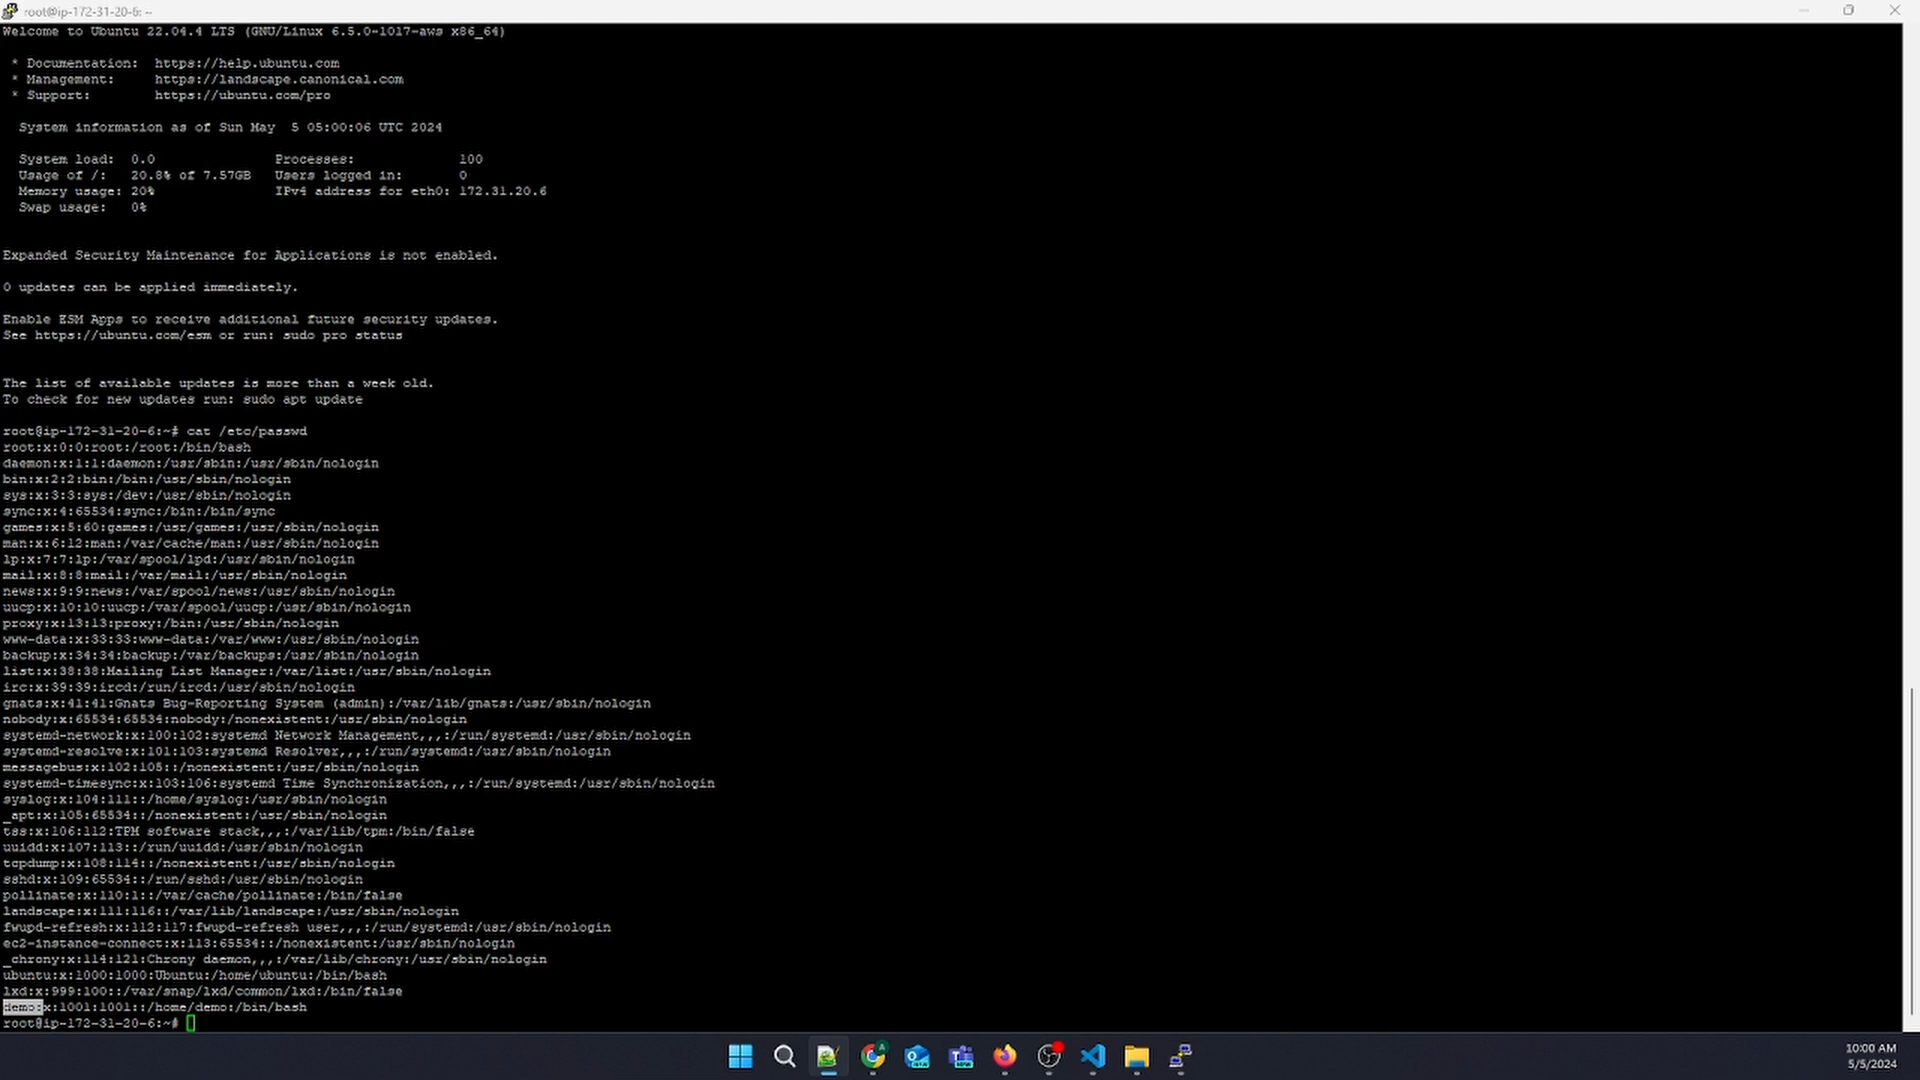 root@ip-172-31-20-6: ~
Welcome to Ubuntu 22.04.4 LTS (GNU/Linux 6.5.0-1017-aws x86_64)
* Documentation:  https://help.ubuntu.com
* Management:     https://landscape.canonical.com
* Support:        https://ubuntu.com/pro
System information as of Sun May  5 05:00:06 UTC 2024
System load:  0.0               Processes:             100
Usage of /:   20.8% of 7.57GB   Users logged in:       0
Memory usage: 20%               IPv4 address for eth0: 172.31.20.6
Swap usage:   0%
Expanded Security Maintenance for Applications is not enabled.
0 updates can be applied immediately.
Enable ESM Apps to receive additional future security updates.
See https://ubuntu.com/esm or run: sudo pro status
The list of available updates is more than a week old.
To check for new updates run: sudo apt update
root@ip-172-31-20-6:~# cat /etc/passwd
root:x:0:0:root:/root:/bin/bash
daemon:x:1:1:daemon:/usr/sbin:/usr/sbin/nologin
bin:x:2:2:bin:/bin:/usr/sbin/nologin
sys:x:3:3:sys:/dev:/usr/sbin/nologin
sync:x:4:65534:sync:/bin:/bin/sync
games:x:5:60:games:/usr/games:/usr/sbin/nologin
man:x:6:12:man:/var/cache/man:/usr/sbin/nologin
lp:x:7:7:lp:/var/spool/lpd:/usr/sbin/nologin
mail:x:8:8:mail:/var/mail:/usr/sbin/nologin
news:x:9:9:news:/var/spool/news:/usr/sbin/nologin
uucp:x:10:10:uucp:/var/spool/uucp:/usr/sbin/nologin
proxy:x:13:13:proxy:/bin:/usr/sbin/nologin
www-data:x:33:33:www-data:/var/www:/usr/sbin/nologin
backup:x:34:34:backup:/var/backups:/usr/sbin/nologin
list:x:38:38:Mailing List Manager:/var/list:/usr/sbin/nologin
irc:x:39:39:ircd:/run/ircd:/usr/sbin/nologin
gnats:x:41:41:Gnats Bug-Reporting System (admin):/var/lib/gnats:/usr/sbin/nologin
nobody:x:65534:65534:nobody:/nonexistent:/usr/sbin/nologin
systemd-network:x:100:102:systemd Network Management,,,:/run/systemd:/usr/sbin/nologin
systemd-resolve:x:101:103:systemd Resolver,,,:/run/systemd:/usr/sbin/nologin
messagebus:x:102:105::/nonexistent:/usr/sbin/nologin
systemd-timesync:x:103:106:systemd Time Synchronization,,,:/run/systemd:/usr/sbin/nologin
syslog:x:104:111::/home/syslog:/usr/sbin/nologin
_apt:x:105:65534::/nonexistent:/usr/sbin/nologin
tss:x:106:112:TPM software stack,,,:/var/lib/tpm:/bin/false
uuidd:x:107:113::/run/uuidd:/usr/sbin/nologin
tcpdump:x:108:114::/nonexistent:/usr/sbin/nologin
sshd:x:109:65534::/run/sshd:/usr/sbin/nologin
pollinate:x:110:1::/var/cache/pollinate:/bin/false
landscape:x:111:116::/var/lib/landscape:/usr/sbin/nologin
fwupd-refresh:x:112:117:fwupd-refresh user,,,:/run/systemd:/usr/sbin/nologin
ec2-instance-connect:x:113:65534::/nonexistent:/usr/sbin/nologin
_chrony:x:114:121:Chrony daemon,,,:/var/lib/chrony:/usr/sbin/nologin
ubuntu:x:1000:1000:Ubuntu:/home/ubuntu:/bin/bash
lxd:x:999:100::/var/snap/lxd/common/lxd:/bin/false
demo:x:1001:1001::/home/demo:/bin/bash
root@ip-172-31-20-6:~#
10:00 AM
5/5/2024